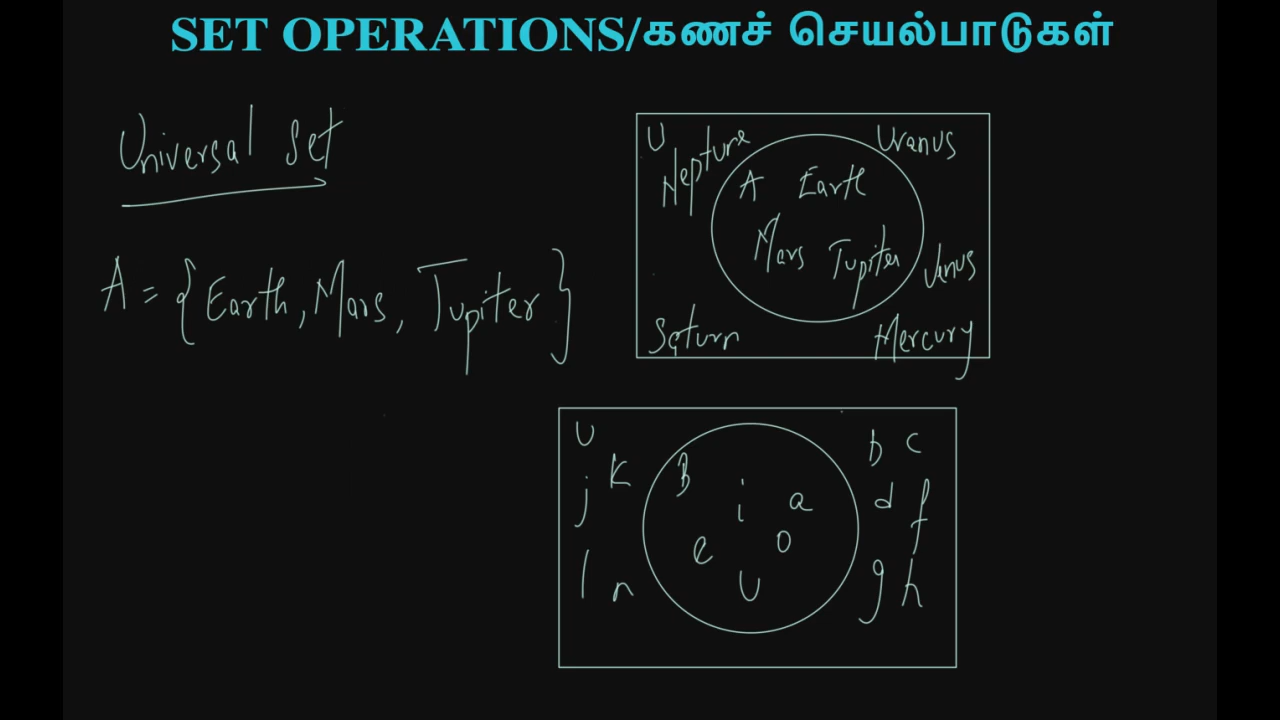 SET OPERATIONS/கணச் செயல்பாடுகள்
Universal Set
A = {Earth, Mars, Jupiter}
U
Neptune
Uranus
A Earth
Mars Jupiter
Venus
Saturn
Mercury
U
B
i a
e o
U
j k
l n
b c
d f
g h